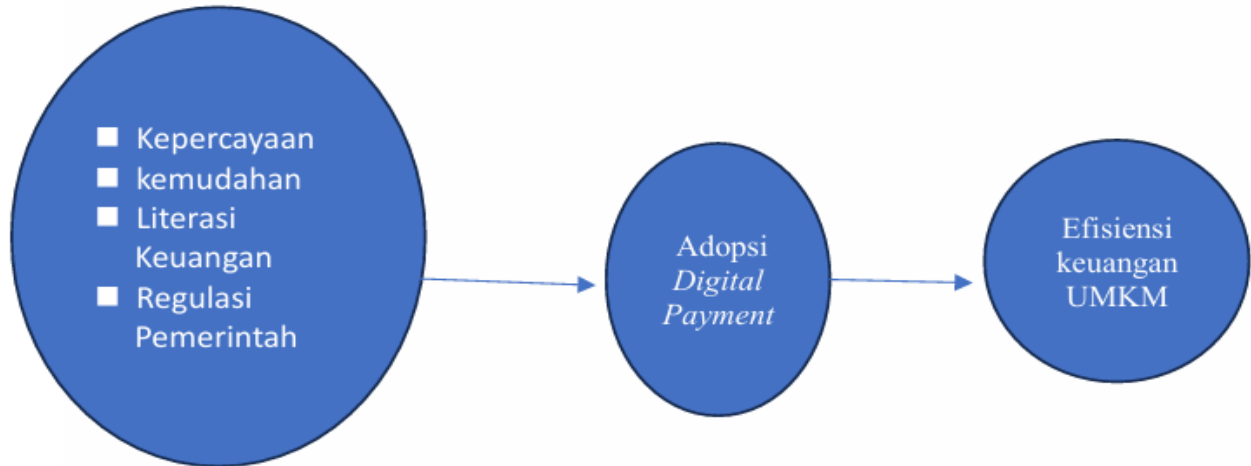 Kepercayaan
kemudahan
Literasi
Keuangan
Regulasi
Pemerintah
Adopsi
Digital
Payment
Efisiensi
keuangan
UMKM